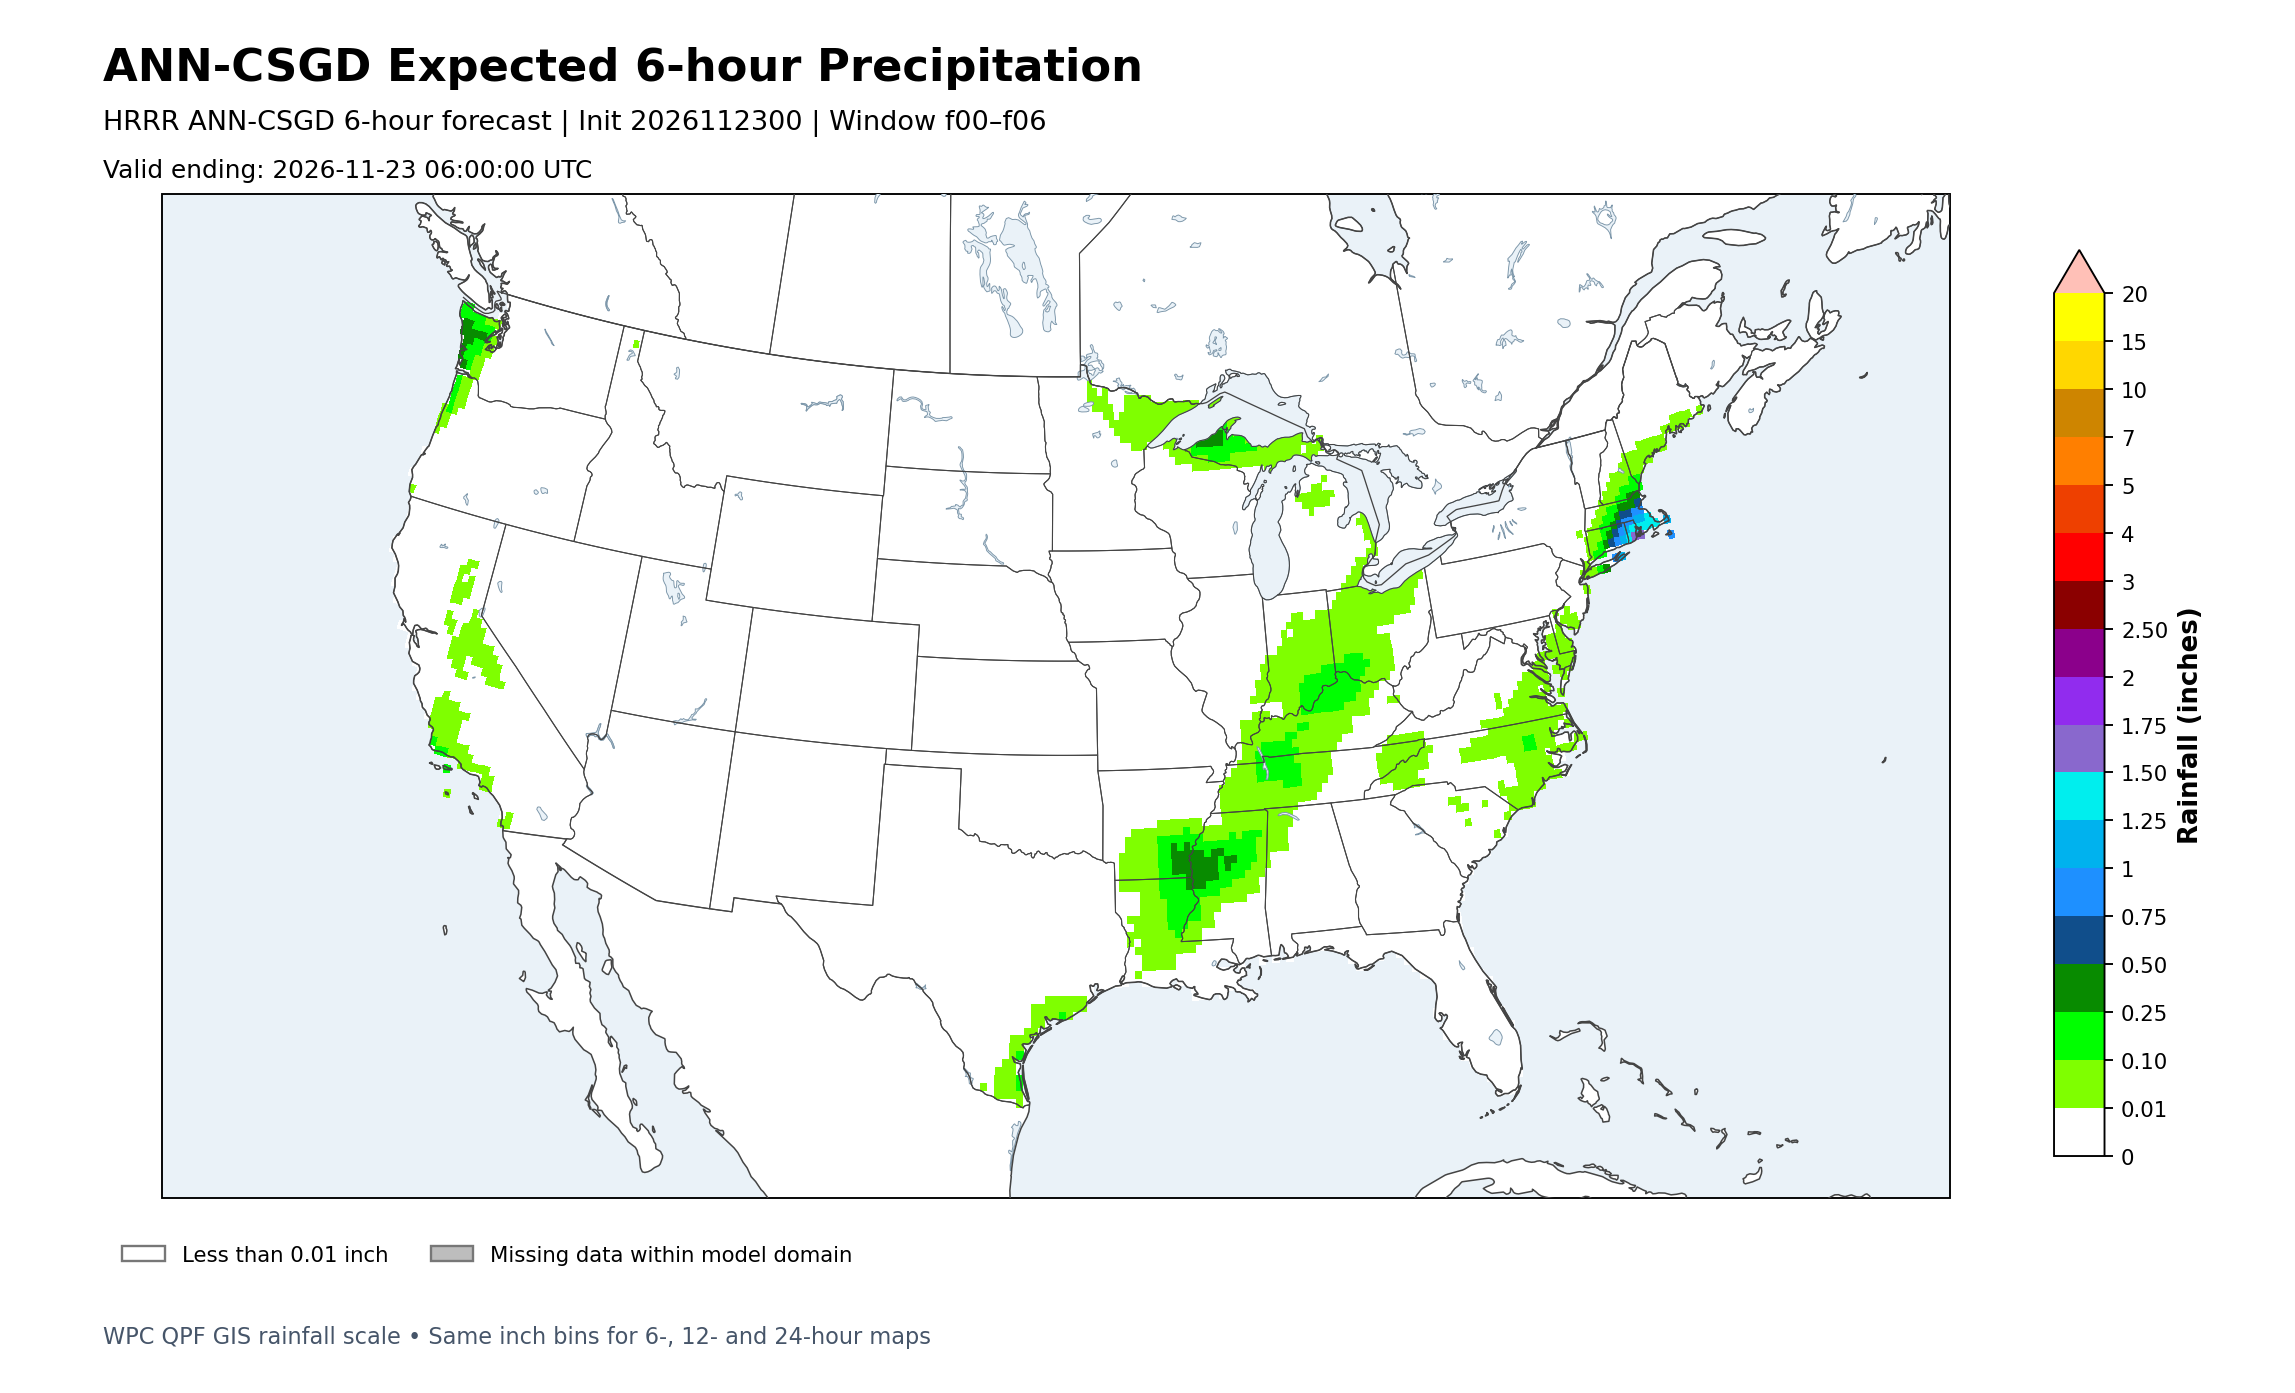 ANN-CSGD Expected 6-hour Precipitation
HRRR ANN-CSGD 6-hour forecast | Init 2026112300 | Window f00–f06
Valid ending: 2026-11-23 06:00:00 UTC
20
15
10
7
5
4
3
2.50
2
1.75
1.50
1.25
1
0.75
0.50
0.25
0.10
0.01
0
Rainfall (inches)
Less than 0.01 inch
Missing data within model domain
WPC QPF GIS rainfall scale • Same inch bins for 6-, 12- and 24-hour maps